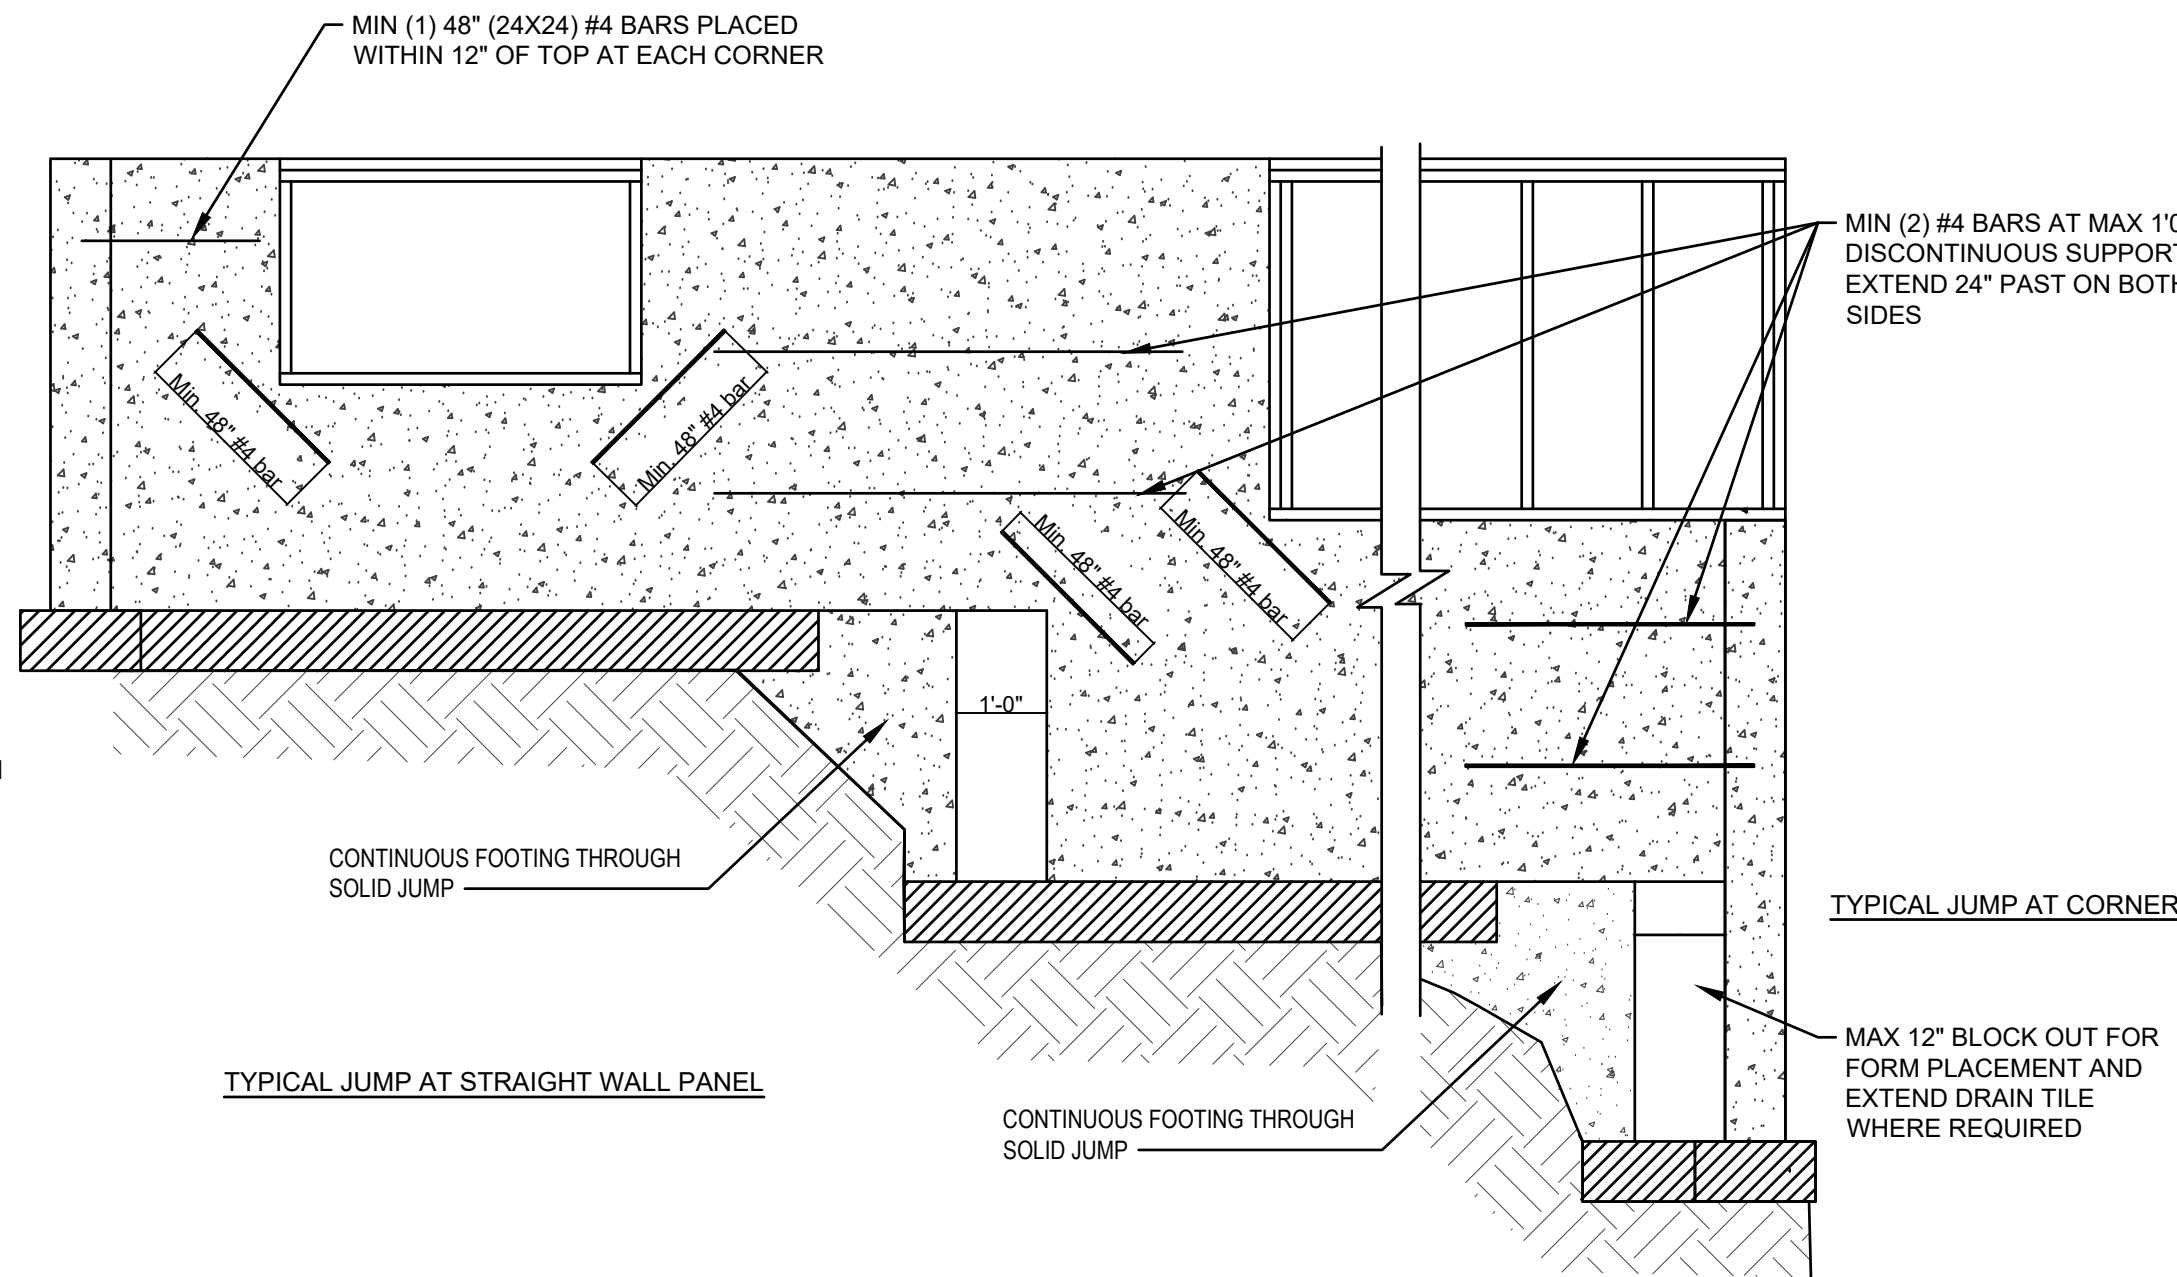 MIN (1) 48" (24X24) #4 BARS PLACED
WITHIN 12" OF TOP AT EACH CORNER
MIN (2) #4 BARS AT MAX 1'0
DISCONTINUOUS SUPPORT
EXTEND 24" PAST ON BOTH
SIDES
Min. 48" #4 bar
Min. 48" #4 bar
Min. 48" #4 bar
Min. 48" #4 bar
1'-0"
CONTINUOUS FOOTING THROUGH
SOLID JUMP
TYPICAL JUMP AT CORNER
MAX 12" BLOCK OUT FOR
FORM PLACEMENT AND
EXTEND DRAIN TILE
WHERE REQUIRED
TYPICAL JUMP AT STRAIGHT WALL PANEL
CONTINUOUS FOOTING THROUGH
SOLID JUMP